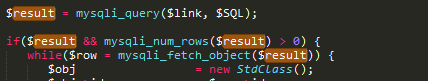 $result = mysqli_query($link, $SQL);
if($result && mysqli_num_rows($result) > 0) {
while($row = mysqli_fetch_object($result)) {
$obj = new StdClass();